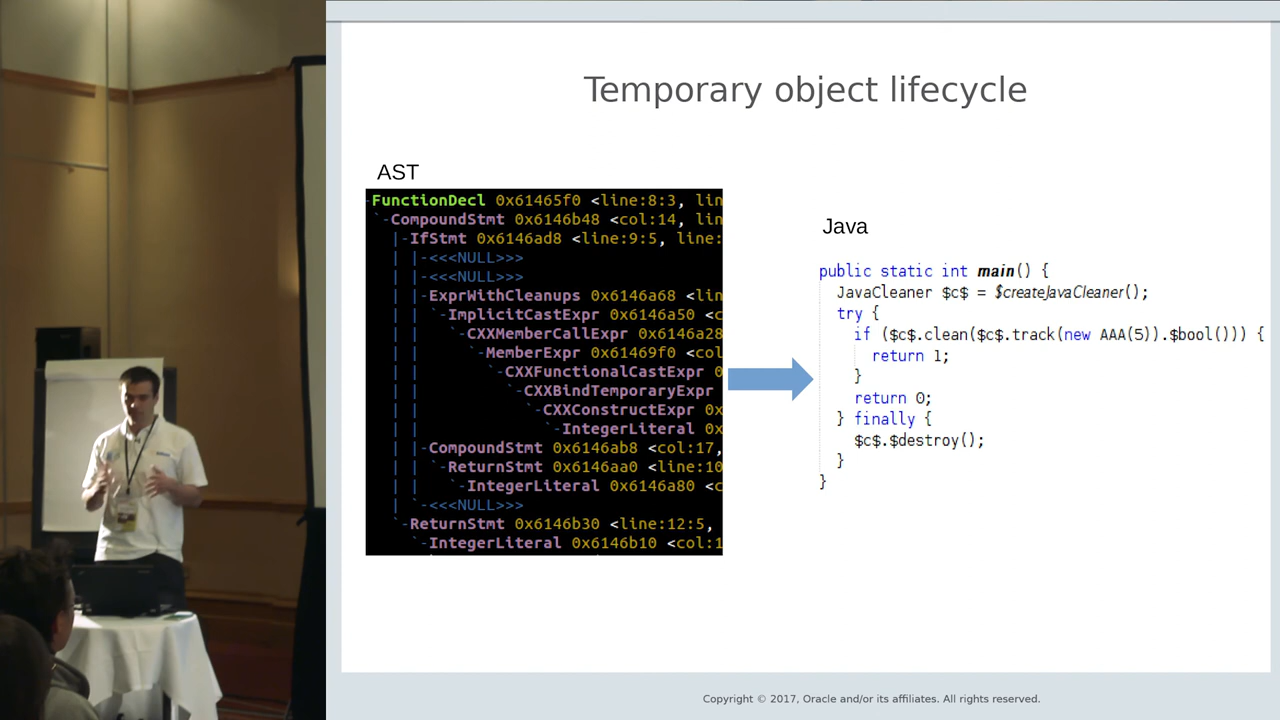 Temporary object lifecycle
AST
-FunctionDecl 0x61465f0 <line:8:3, lin
`-CompoundStmt 0x6146b48 <col:14, lin
|-IfStmt 0x6146ad8 <line:9:5, line:
| |-<<<NULL>>>
| |-<<<NULL>>>
| |-ExprWithCleanups 0x6146a68 <lin
| | `-ImplicitCastExpr 0x6146a50 <c
| |   `-CXXMemberCallExpr 0x6146a28
| |     `-MemberExpr 0x61469f0 <col
| |       `-CXXFunctionalCastExpr 0
| |         `-CXXBindTemporaryExpr
| |           `-CXXConstructExpr 0x
| |             `-IntegerLiteral 0x
| |-CompoundStmt 0x6146ab8 <col:17,
| | `-ReturnStmt 0x6146aa0 <line:10
| |   `-IntegerLiteral 0x6146a80 <c
| `-<<<NULL>>>
`-ReturnStmt 0x6146b30 <line:12:5,
`-IntegerLiteral 0x6146b10 <col:1
Java
public static int main() {
JavaCleaner $c$ = $createJavaCleaner();
try {
if ($c$.clean($c$.track(new AAA(5)).$bool())) {
return 1;
}
return 0;
} finally {
$c$.$destroy();
}
}
Copyright © 2017, Oracle and/or its affiliates. All rights reserved.